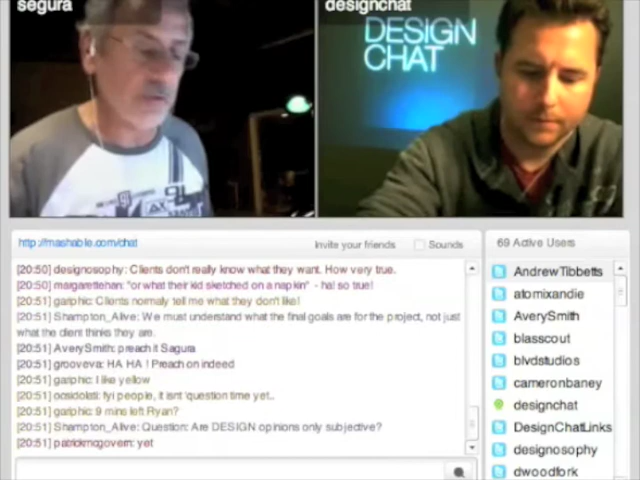 segura
designchat
DESIGN
CHAT
http://mashable.com/chat
Invite your friends
Sounds
69 Active Users
[20:50] designosophy: Clients don't really know what they want. How very true.
[20:50] margaretlehan: "or what their kid sketched on a napkin" - ha! so true!
[20:51] garphic: Clients normaly tell me what they don't like!
[20:51] Shampton_Alive: We must understand what the final goals are for the project, not just
what the client thinks they are.
[20:51] AverySmith: preach it Sagura
[20:51] grooveva: HA HA ! Preach on indeed
[20:51] garphic: I like yellow
[20:51] ocsidolati: fyi people, it isnt 'question time yet..
[20:51] garphic: 9 mins left Ryan?
[20:51] Shampton_Alive: Question: Are DESIGN opinions only subjective?
[20:51] patrickmcgovern: yet
AndrewTibbetts
atomixandie
AverySmith
blasscout
blvdstudios
cameronbaney
designchat
DesignChatLinks
designosophy
dwoodfork